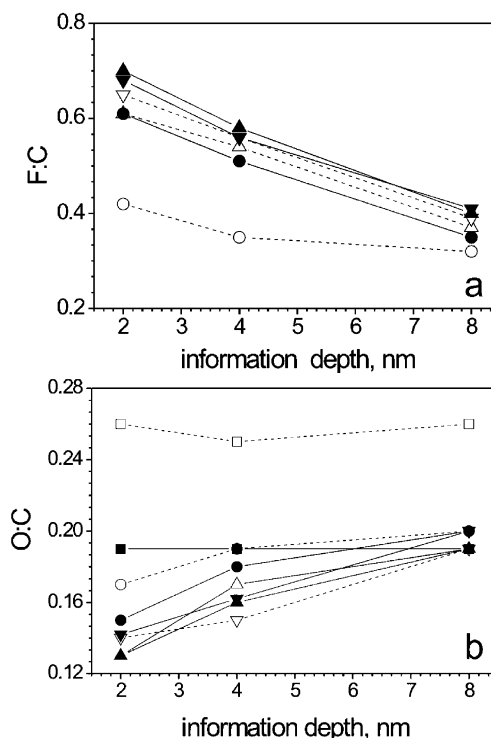 0.8
0.6
0.4
0.2
F:C
2 3 4 5 6 7 8
a
information depth, nm
0.28
0.24
0.20
0.16
0.12
O:C
2 3 4 5 6 7 8
b
information depth, nm